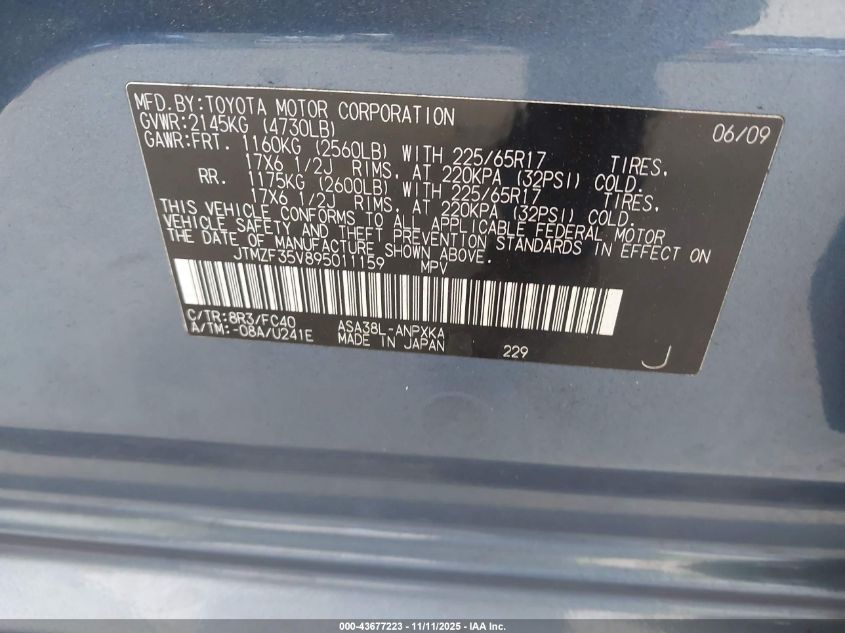 MFD.BY:TOYOTA MOTOR CORPORATION 06/09
GVWR:2145KG (4730LB)
GAWR:FRT. 1160KG (2560LB) WITH 225/65R17 TIRES,
17X6 1/2J RIMS, AT 220KPA (32PSI) COLD.
RR. 1175KG (2600LB) WITH 225/65R17 TIRES,
17X6 1/2J RIMS, AT 220KPA (32PSI) COLD.
THIS VEHICLE CONFORMS TO ALL APPLICABLE FEDERAL MOTOR
VEHICLE SAFETY AND THEFT PREVENTION STANDARDS IN EFFECT ON
THE DATE OF MANUFACTURE SHOWN ABOVE.
JTMZF35V895011159 MPV
C/TR:8R3/FC40 ASA38L-ANPXKA
A/TM:-08A/U241E MADE IN JAPAN 229 J
000-43677223 - 11/11/2025 - IAA Inc.